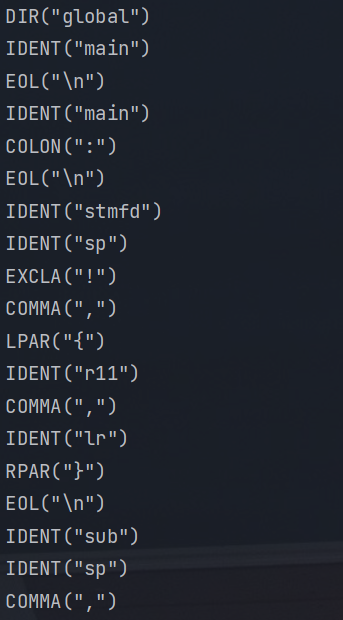 DIR("global")
IDENT("main")
EOL("\n")
IDENT("main")
COLON(":")
EOL("\n")
IDENT("stmfd")
IDENT("sp")
EXCLA("!")
COMMA(",")
LPAR("{")
IDENT("r11")
COMMA(",")
IDENT("lr")
RPAR("}")
EOL("\n")
IDENT("sub")
IDENT("sp")
COMMA(",")